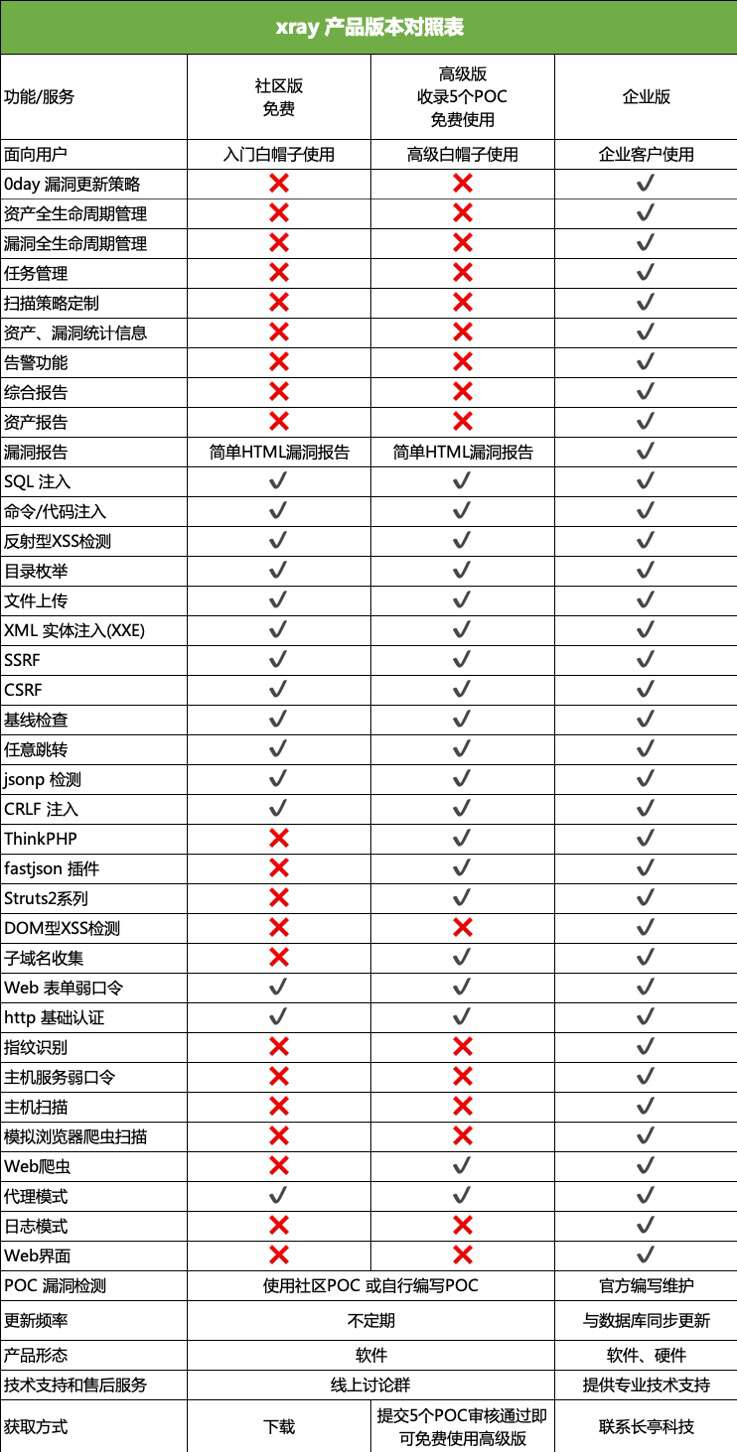 xray 产品版本对照表
功能/服务 社区版 免费 高级版 收录5个POC 免费使用 企业版
面向用户 入门白帽子使用 高级白帽子使用 企业客户使用
0day 漏洞更新策略 ❌ ❌ ✔
资产全生命周期管理 ❌ ❌ ✔
漏洞全生命周期管理 ❌ ❌ ✔
任务管理 ❌ ❌ ✔
扫描策略定制 ❌ ❌ ✔
资产、漏洞统计信息 ❌ ❌ ✔
告警功能 ❌ ❌ ✔
综合报告 ❌ ❌ ✔
资产报告 ❌ ❌ ✔
漏洞报告 简单HTML漏洞报告 简单HTML漏洞报告 ✔
SQL 注入 ✔ ✔ ✔
命令/代码注入 ✔ ✔ ✔
反射型XSS检测 ✔ ✔ ✔
目录枚举 ✔ ✔ ✔
文件上传 ✔ ✔ ✔
XML 实体注入(XXE) ✔ ✔ ✔
SSRF ✔ ✔ ✔
CSRF ✔ ✔ ✔
基线检查 ✔ ✔ ✔
任意跳转 ✔ ✔ ✔
jsonp 检测 ✔ ✔ ✔
CRLF 注入 ✔ ✔ ✔
ThinkPHP ❌ ✔ ✔
fastjson 插件 ❌ ✔ ✔
Struts2系列 ❌ ✔ ✔
DOM型XSS检测 ❌ ❌ ✔
子域名收集 ❌ ✔ ✔
Web 表单弱口令 ✔ ✔ ✔
http 基础认证 ✔ ✔ ✔
指纹识别 ❌ ❌ ✔
主机服务弱口令 ❌ ❌ ✔
主机扫描 ❌ ❌ ✔
模拟浏览器爬虫扫描 ❌ ❌ ✔
Web爬虫 ❌ ✔ ✔
代理模式 ✔ ✔ ✔
日志模式 ❌ ❌ ✔
Web界面 ❌ ❌ ✔
POC 漏洞检测 使用社区POC 或自行编写POC 官方编写维护
更新频率 不定期 与数据库同步更新
产品形态 软件 软件、硬件
技术支持和售后服务 线上讨论群 提供专业技术支持
获取方式 下载 提交5个POC审核通过即可免费使用高级版 联系长亭科技